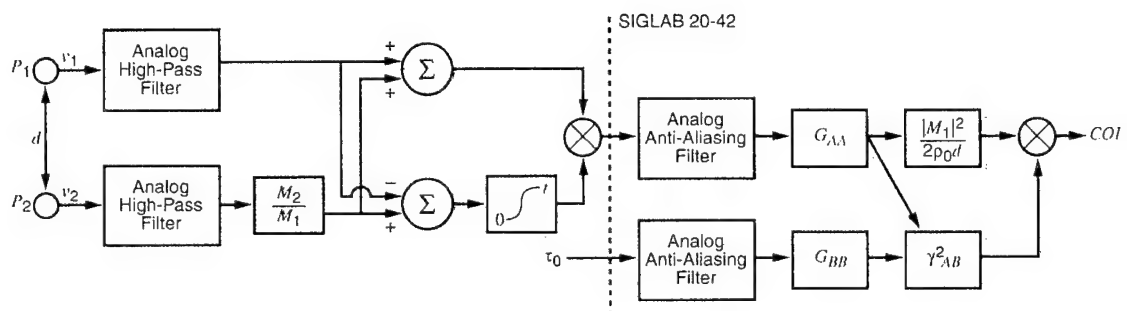 SIGLAB 20-42
P1
v1
Analog
High-Pass
Filter
+
Σ
+
d
Analog
Anti-Aliasing
Filter
GAA
|M1|²
2ρ0d
COI
P2
v2
Analog
High-Pass
Filter
M2
M1
−
Σ
+
0
t
τ0
Analog
Anti-Aliasing
Filter
GBB
γ²AB